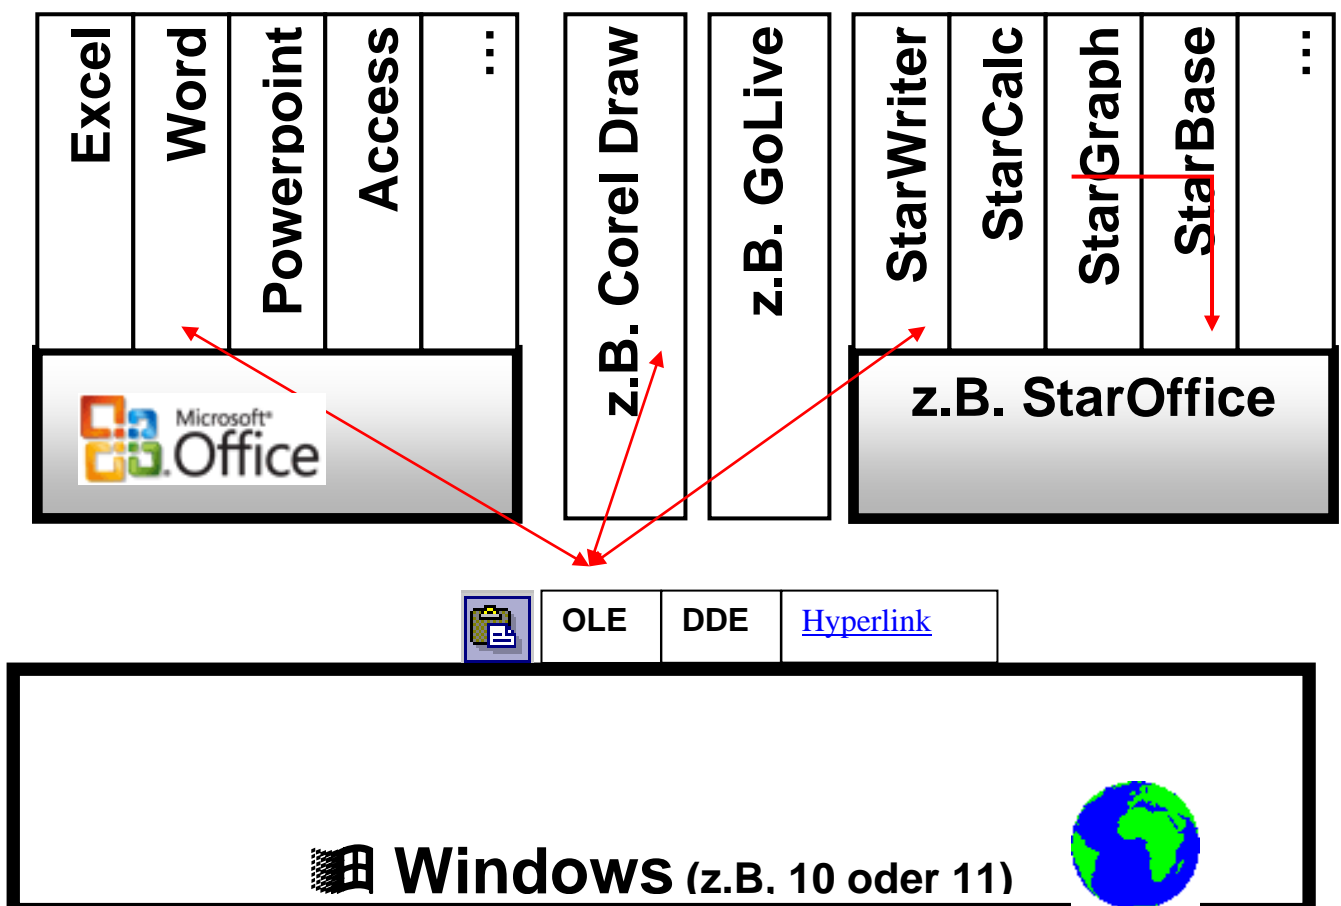 Excel
Word
Powerpoint
Access
...
z.B. Corel Draw
z.B. GoLive
StarWriter
StarCalc
StarGraph
StarBase
...
Microsoft®
Office
z.B. StarOffice
OLE
DDE
Hyperlink
Windows (z.B. 10 oder 11)